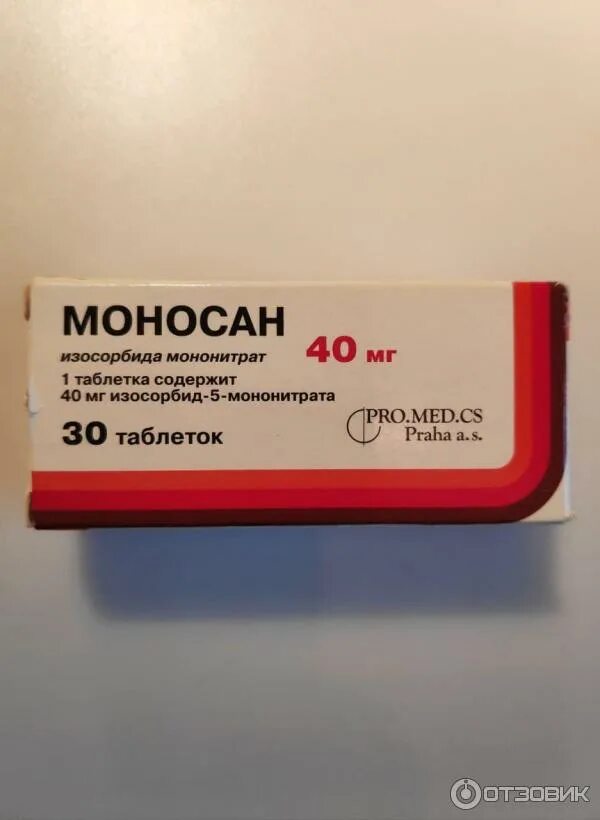 МОНОСАН
40 мг
изосорбида мононитрат
1 таблетка содержит
40 мг изосорбид-5-мононитрата
30 таблеток
PRO.MED.CS
Praha a.s.
ОТЗОВИК